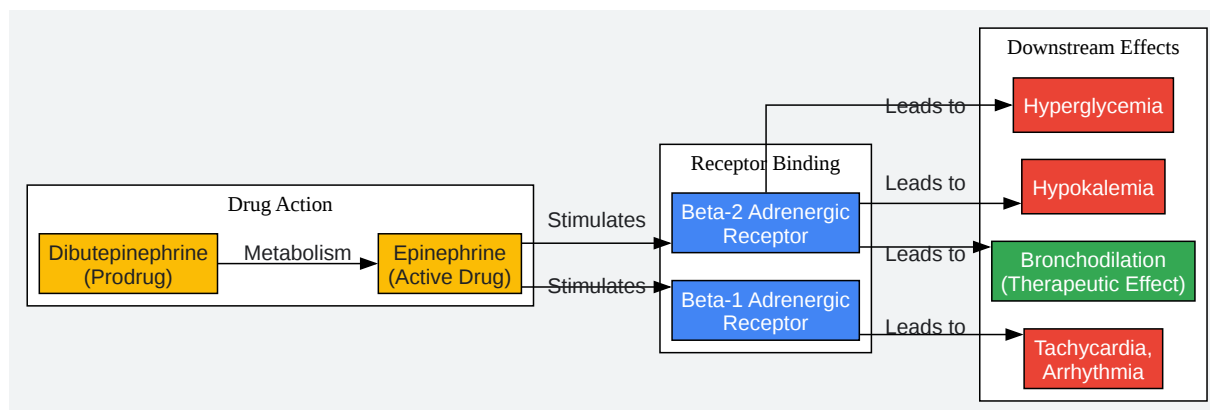 Drug Action
Dibutepinephrine
(Prodrug)
Metabolism
Epinephrine
(Active Drug)
Stimulates
Stimulates
Receptor Binding
Beta-2 Adrenergic
Receptor
Beta-1 Adrenergic
Receptor
Leads to
Leads to
Leads to
Leads to
Downstream Effects
Hyperglycemia
Hypokalemia
Bronchodilation
(Therapeutic Effect)
Tachycardia,
Arrhythmia